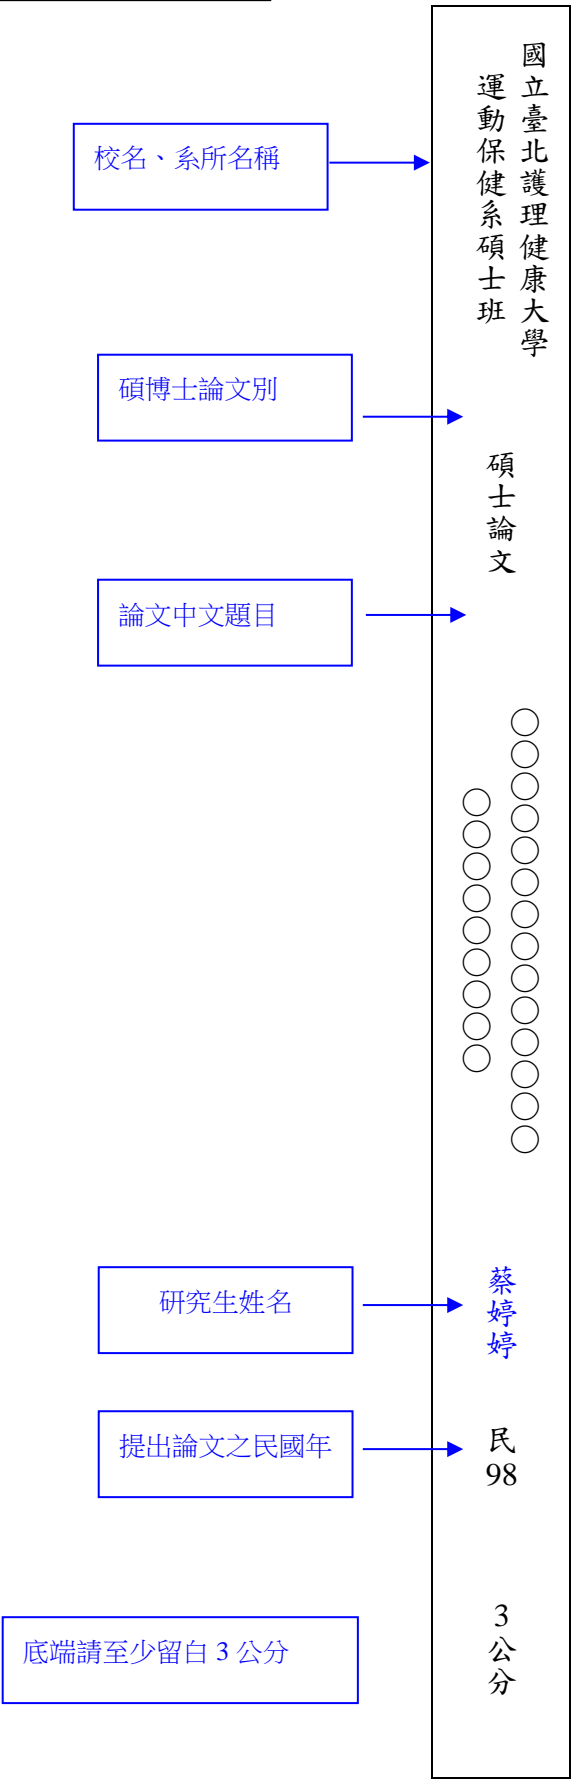 校名、系所名稱
國立臺北護理健康大學
運動保健系碩士班
碩博士論文別
碩士論文
論文中文題目
○○○○○○○○○○○○○○
○○○○○○○○○
研究生姓名
蔡婷婷
提出論文之民國年
民98
底端請至少留白 3 公分
3公分